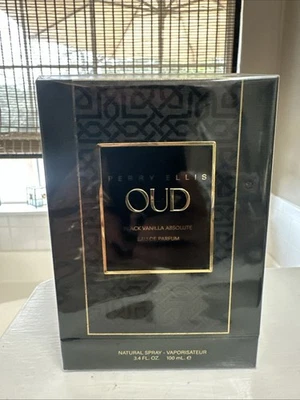 PERRY ELLIS
OUD
BLACK VANILLA ABSOLUTE
EAU DE PARFUM
NATURAL SPRAY - VAPORISATEUR
3.4 FL. OZ. 100 mL ℮